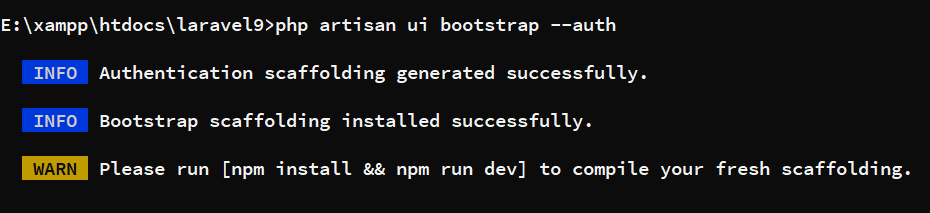 E:\xampp\htdocs\laravel9>php artisan ui bootstrap --auth
INFO Authentication scaffolding generated successfully.
INFO Bootstrap scaffolding installed successfully.
WARN Please run [npm install && npm run dev] to compile your fresh scaffolding.